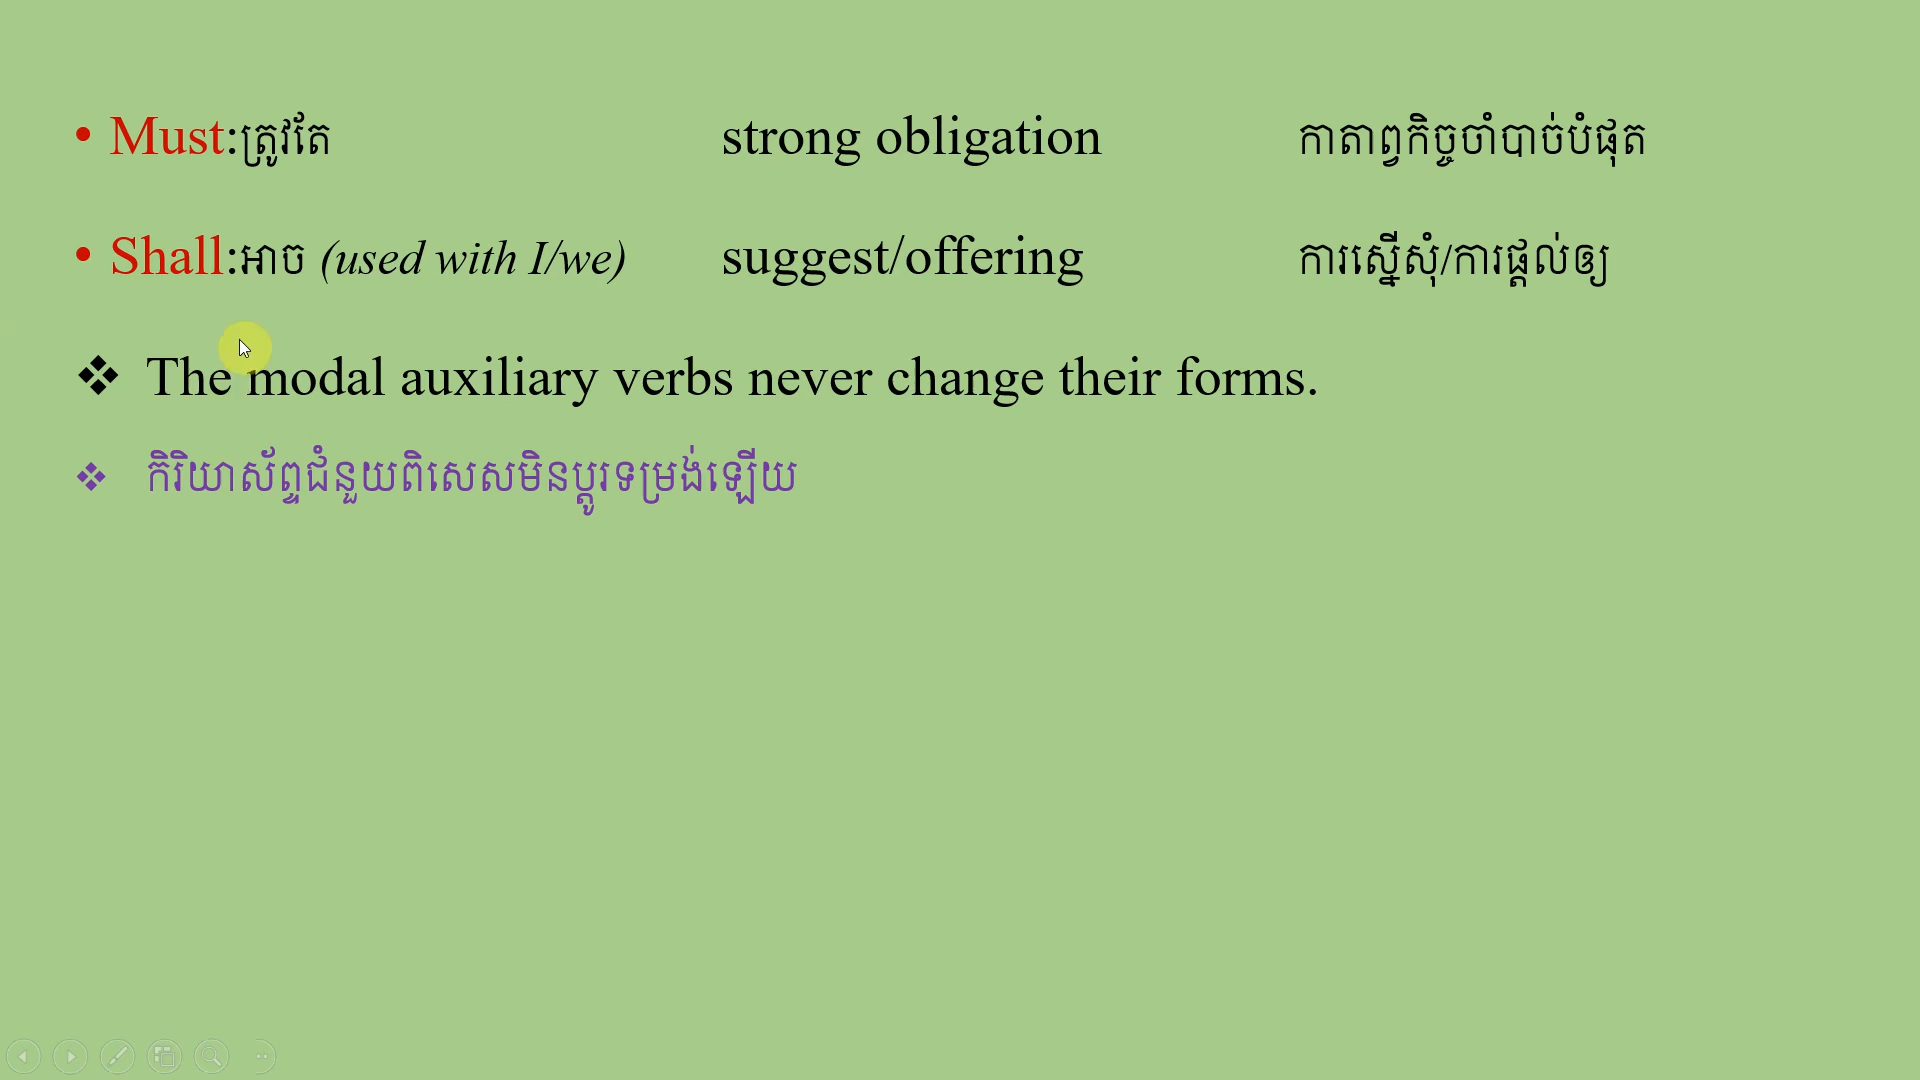 • Must:ត្រូវតែ strong obligation កាតាព្វកិច្ចចាំបាច់បំផុត
• Shall:អាច (used with I/we) suggest/offering ការស្នើសុំ/ការផ្តល់ឲ្យ
❖ The modal auxiliary verbs never change their forms.
❖ កិរិយាស័ព្ទជំនួយពិសេសមិនប្តូរទម្រង់ឡើយ